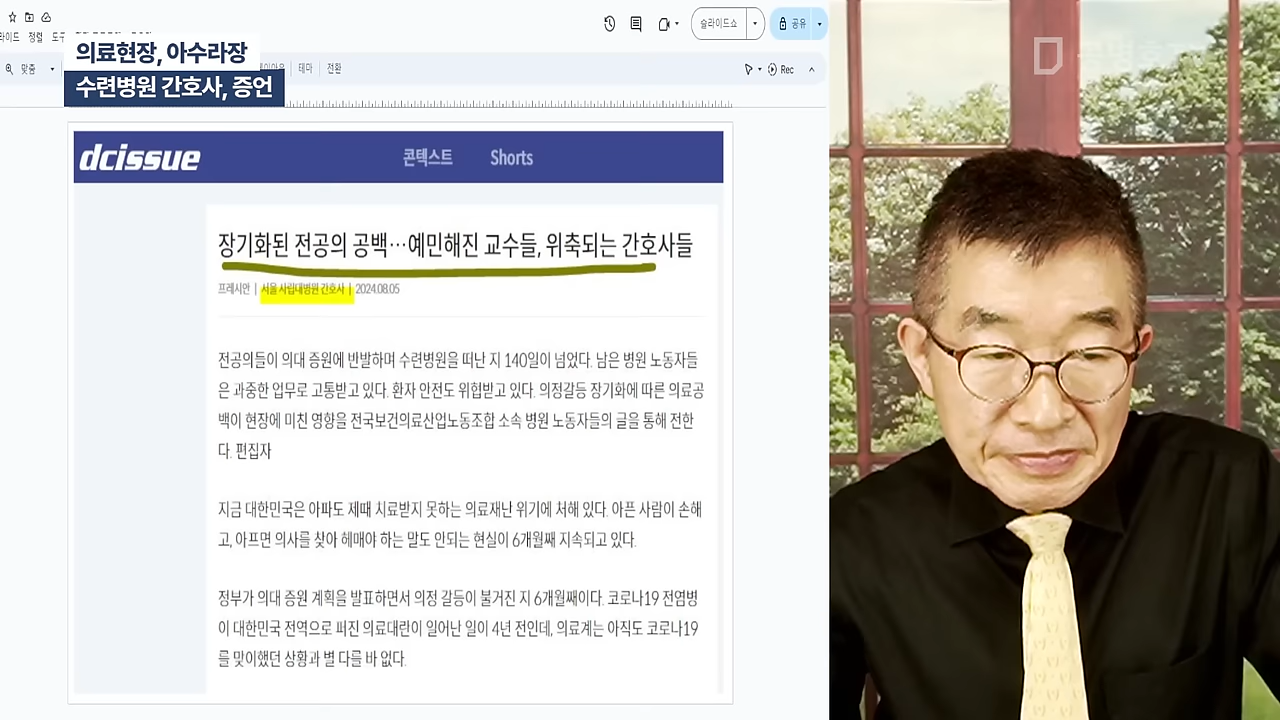 슬라이드쇼
공유
라이드 정렬 도구
의료현장, 아수라장
수련병원 간호사, 증언
맞춤
테마
전환
Rec
dcissue
콘텍스트
Shorts
장기화된 전공의 공백…예민해진 교수들, 위축되는 간호사들
프레시안 | 서울 사립대병원 간호사 | 2024.08.05
전공의들이 의대 증원에 반발하며 수련병원을 떠난 지 140일이 넘었다. 남은 병원 노동자들
은 과중한 업무로 고통받고 있다. 환자 안전도 위협받고 있다. 의정갈등 장기화에 따른 의료공
백이 현장에 미친 영향을 전국보건의료산업노동조합 소속 병원 노동자들의 글을 통해 전한
다. 편집자
지금 대한민국은 아파도 제때 치료받지 못하는 의료재난 위기에 처해 있다. 아픈 사람이 손해
고, 아프면 의사를 찾아 헤매야 하는 말도 안되는 현실이 6개월째 지속되고 있다.
정부가 의대 증원 계획을 발표하면서 의정 갈등이 불거진 지 6개월째이다. 코로나19 전염병
이 대한민국 전역으로 퍼진 의료대란이 일어난 일이 4년 전인데, 의료계는 아직도 코로나19
를 맞이했던 상황과 별 다를 바 없다.